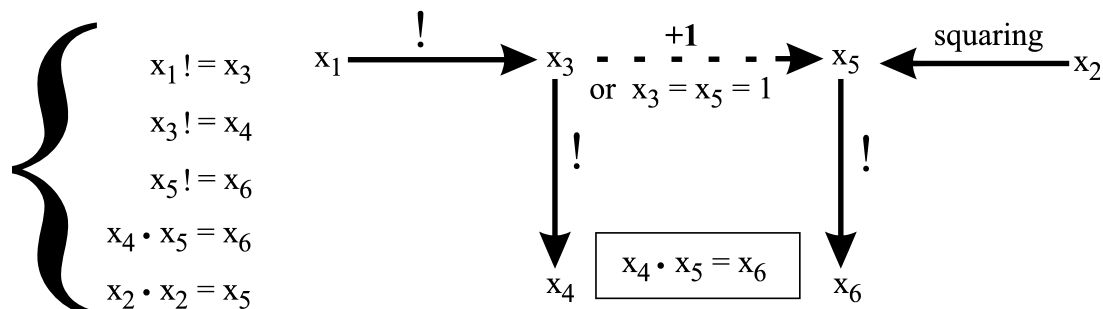 x₁! = x₃
x₃! = x₄
x₅! = x₆
x₄ · x₅ = x₆
x₂ · x₂ = x₅
x₁ ! x₃ +1 x₅ squaring x₂
or x₃ = x₅ = 1
! !
x₄ x₄ · x₅ = x₆ x₆